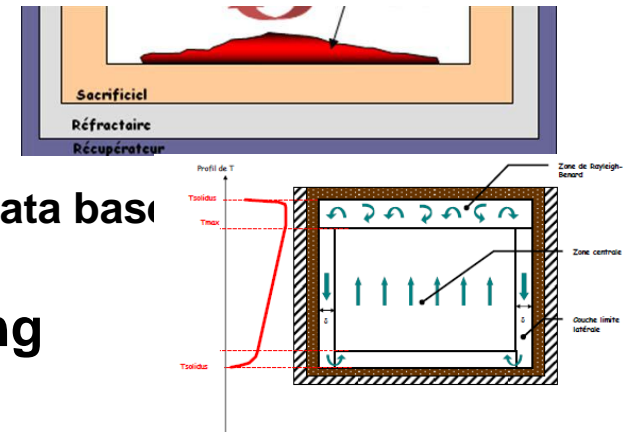 Sacrificiel
Réfractaire
Récupérateur
Profil de T
Zone de Rayleigh-
Benard
ata base
Tsolidus
Tmax
Zone centrale
ng
δ
δ
Couche limite
latérale
Tsolidus